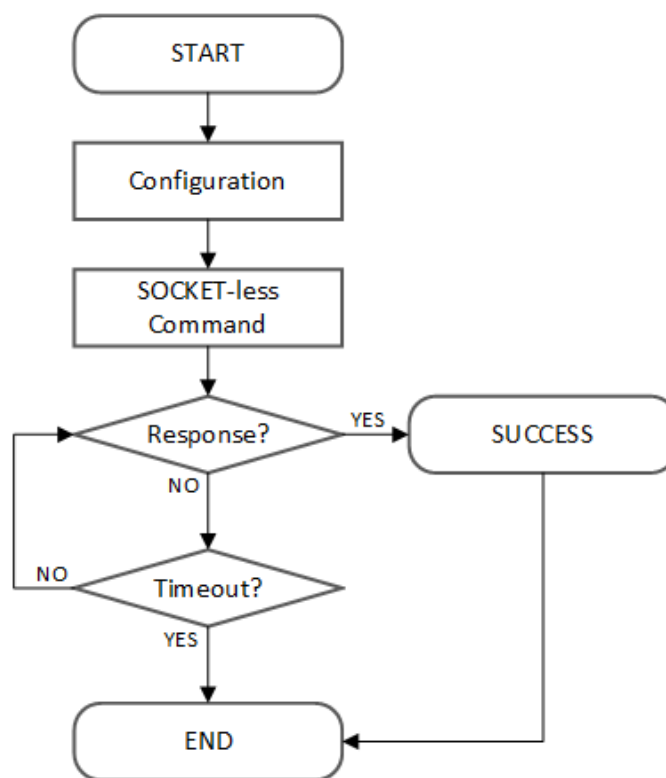 START
Configuration
SOCKET-less
Command
Response?
YES
SUCCESS
NO
Timeout?
NO
YES
END